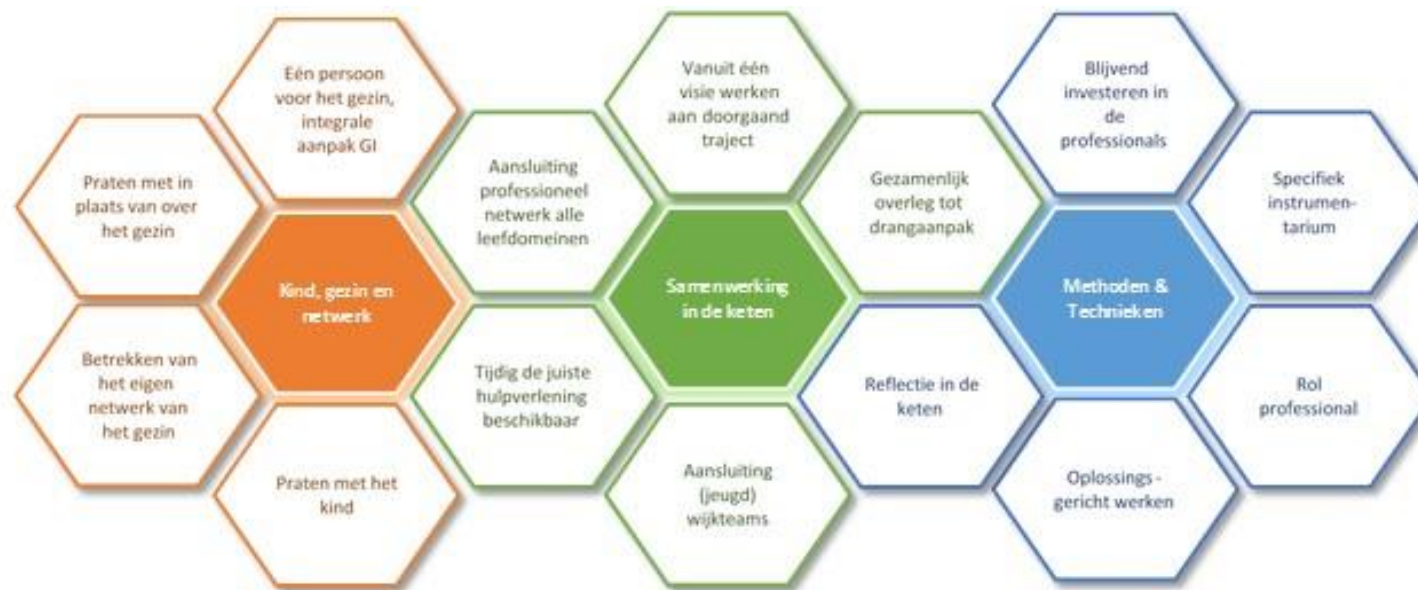 Eén persoon
voor het gezin,
integrale
aanpak GI
Praten met in
plaats van over
het gezin
Kind, gezin en
netwerk
Betrekken van
het eigen
netwerk van
het gezin
Praten met het
kind
Vanuit één
visie werken
aan doorgaand
traject
Aansluiting
professioneel
netwerk alle
leefdomeinen
Gezamenlijk
overleg tot
drangaanpak
Samenwerking
in de keten
Tijdig de juiste
hulpverlening
beschikbaar
Aansluiting
(jeugd)
wijkteams
Blijvend
investeren in
de
professionals
Specifiek
instrumen-
tarium
Methoden &
Technieken
Reflectie in de
keten
Rol
professional
Oplossings-
gericht werken